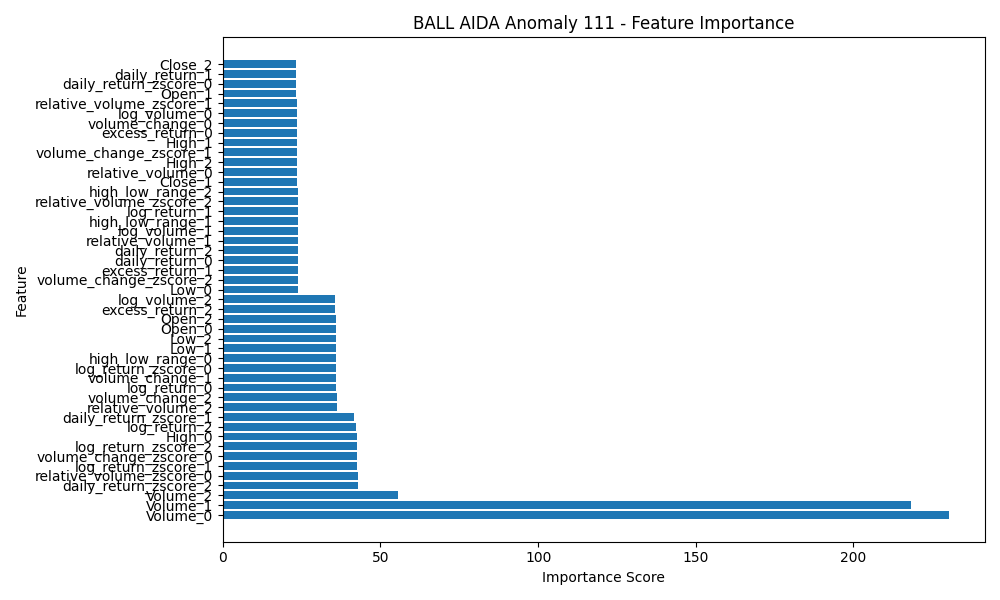 BALL AIDA Anomaly 111 - Feature Importance
Close_2
daily_return_1
daily_return_zscore_0
Open_1
relative_volume_zscore_1
log_volume_0
volume_change_0
excess_return_0
High_1
volume_change_zscore_1
High_2
relative_volume_0
Close_1
high_low_range_2
relative_volume_zscore_2
log_return_1
high_low_range_1
log_volume_1
relative_volume_1
daily_return_2
daily_return_0
excess_return_1
volume_change_zscore_2
Low_0
log_volume_2
excess_return_2
Open_2
Open_0
Low_2
Low_1
high_low_range_0
log_return_zscore_0
volume_change_1
log_return_0
volume_change_2
relative_volume_2
daily_return_zscore_1
log_return_2
High_0
log_return_zscore_2
volume_change_zscore_0
log_return_zscore_1
relative_volume_zscore_0
daily_return_zscore_2
Volume_2
Volume_1
Volume_0
Feature
0 50 100 150 200
Importance Score